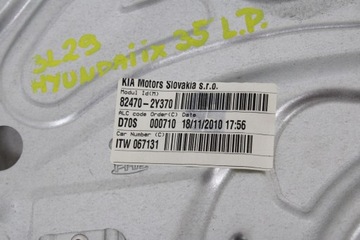 DL29
HYUNDAI ix 35 L.P.
KIA Motors Slovakia s.r.o.
Modul Id(M)
82470-2Y370
ALC code Order(C) Date
D70S 000710 18/11/2010 17:56
Car Number (C)
ITW 067131